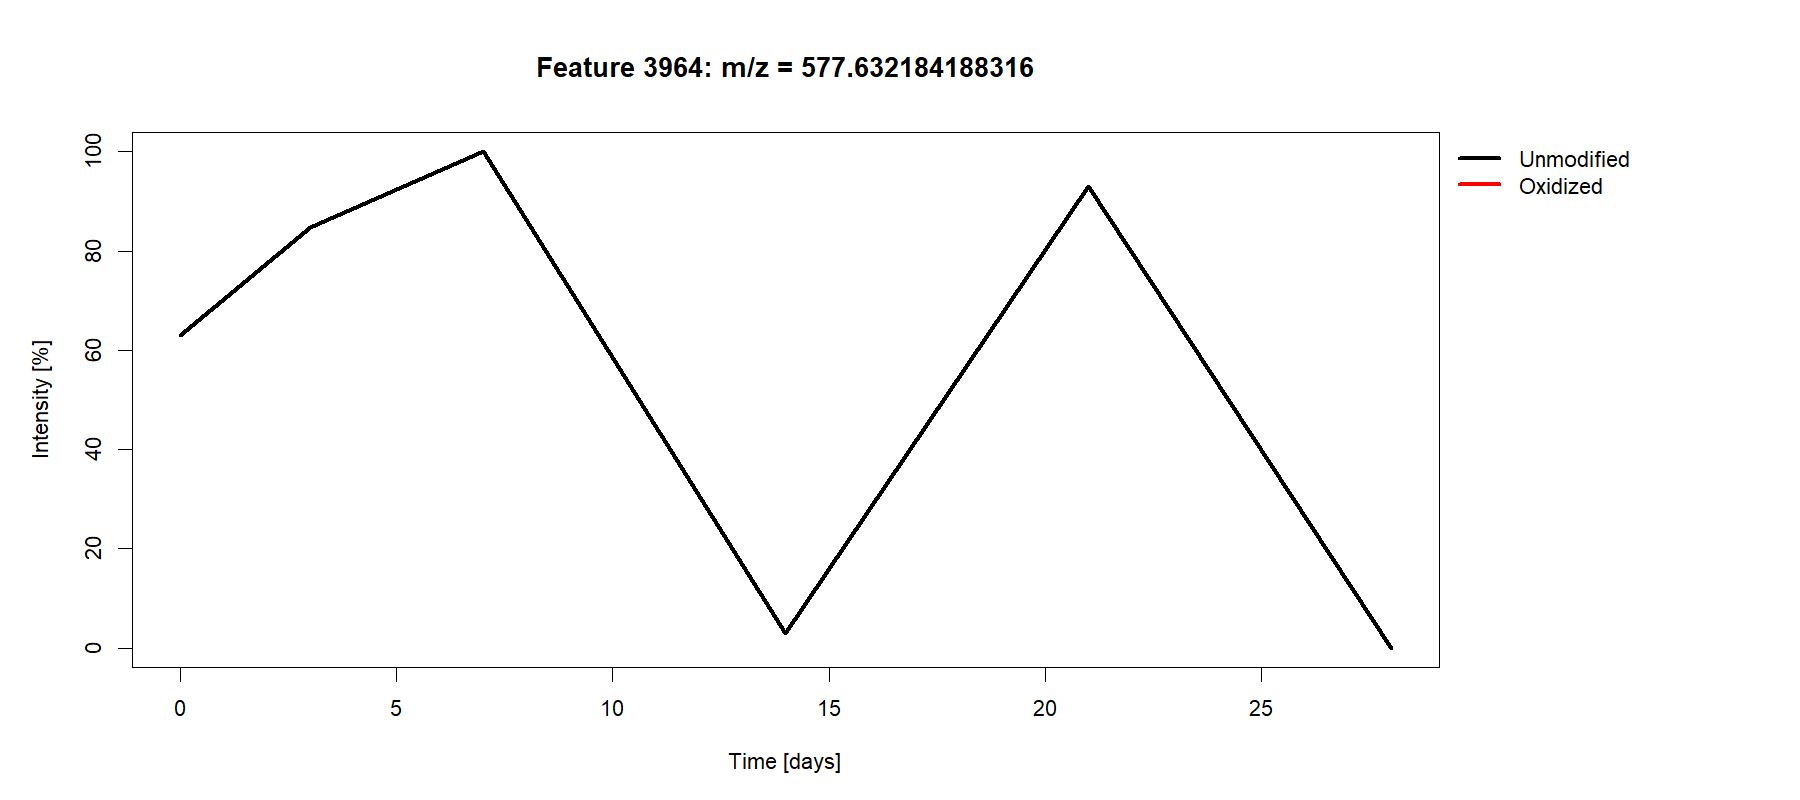 Feature 3964: m/z = 577.632184188316
Unmodified
Oxidized
Intensity [%]
100
80
60
40
20
0
0 5 10 15 20 25
Time [days]